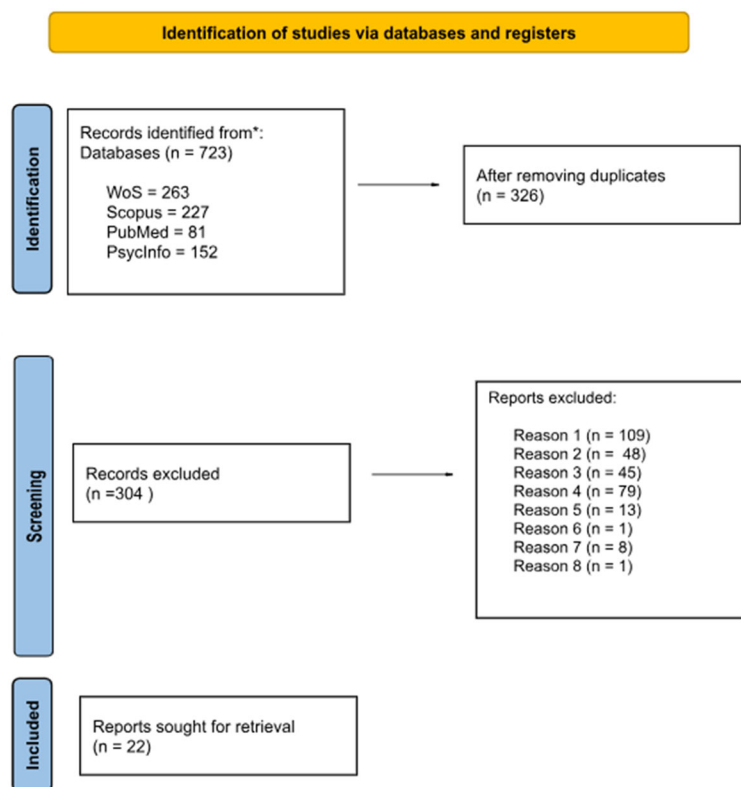 Identification of studies via databases and registers
Identification
Records identified from*:
Databases (n = 723)
WoS = 263
Scopus = 227
PubMed = 81
PsycInfo = 152
After removing duplicates
(n = 326)
Screening
Records excluded
(n =304 )
Reports excluded:
Reason 1 (n = 109)
Reason 2 (n =  48)
Reason 3 (n = 45)
Reason 4 (n = 79)
Reason 5 (n = 13)
Reason 6 (n = 1)
Reason 7 (n = 8)
Reason 8 (n = 1)
Included
Reports sought for retrieval
(n = 22)